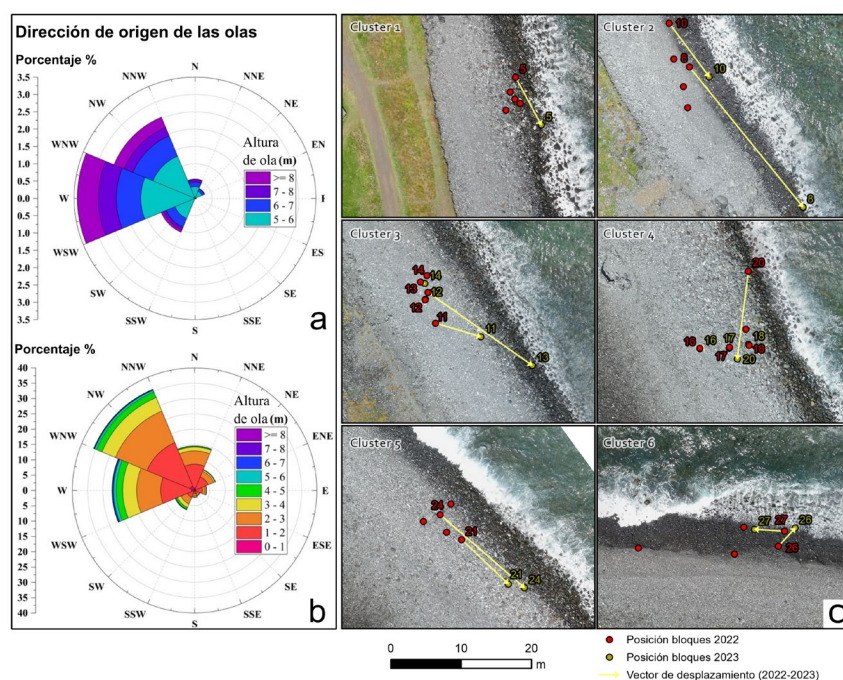 Dirección de origen de las olas
Porcentaje %
3.5
3.0
2.5
2.0
1.5
1.0
0.5
0.0
0.5
1.0
1.5
2.0
2.5
3.0
3.5
N
NNE
NE
ES
SE
SSE
S
SSW
SW
WSW
W
WNW
NW
NNW
Altura
de ola (m)
>= 8
7 - 8
6 - 7
5 - 6
a
Porcentaje %
40
35
30
25
20
15
10
5
0
5
10
15
20
25
30
35
40
N
NNE
NE
ENE
E
ESE
SE
SSE
S
SSW
SW
WSW
W
WNW
NW
NNW
Altura
de ola (m)
>= 8
7 - 8
6 - 7
5 - 6
4 - 5
3 - 4
2 - 3
1 - 2
0 - 1
b
Cluster 1
5
5
Cluster 2
10
10
8
8
Cluster 3
14
14
13
12
12
11
11
13
Cluster 4
20
18
16
17
17
18
20
Cluster 5
24
21
21
24
Cluster 6
27
27
26
c
0 10 20
m
Posición bloques 2022
Posición bloques 2023
Vector de desplazamiento (2022-2023)